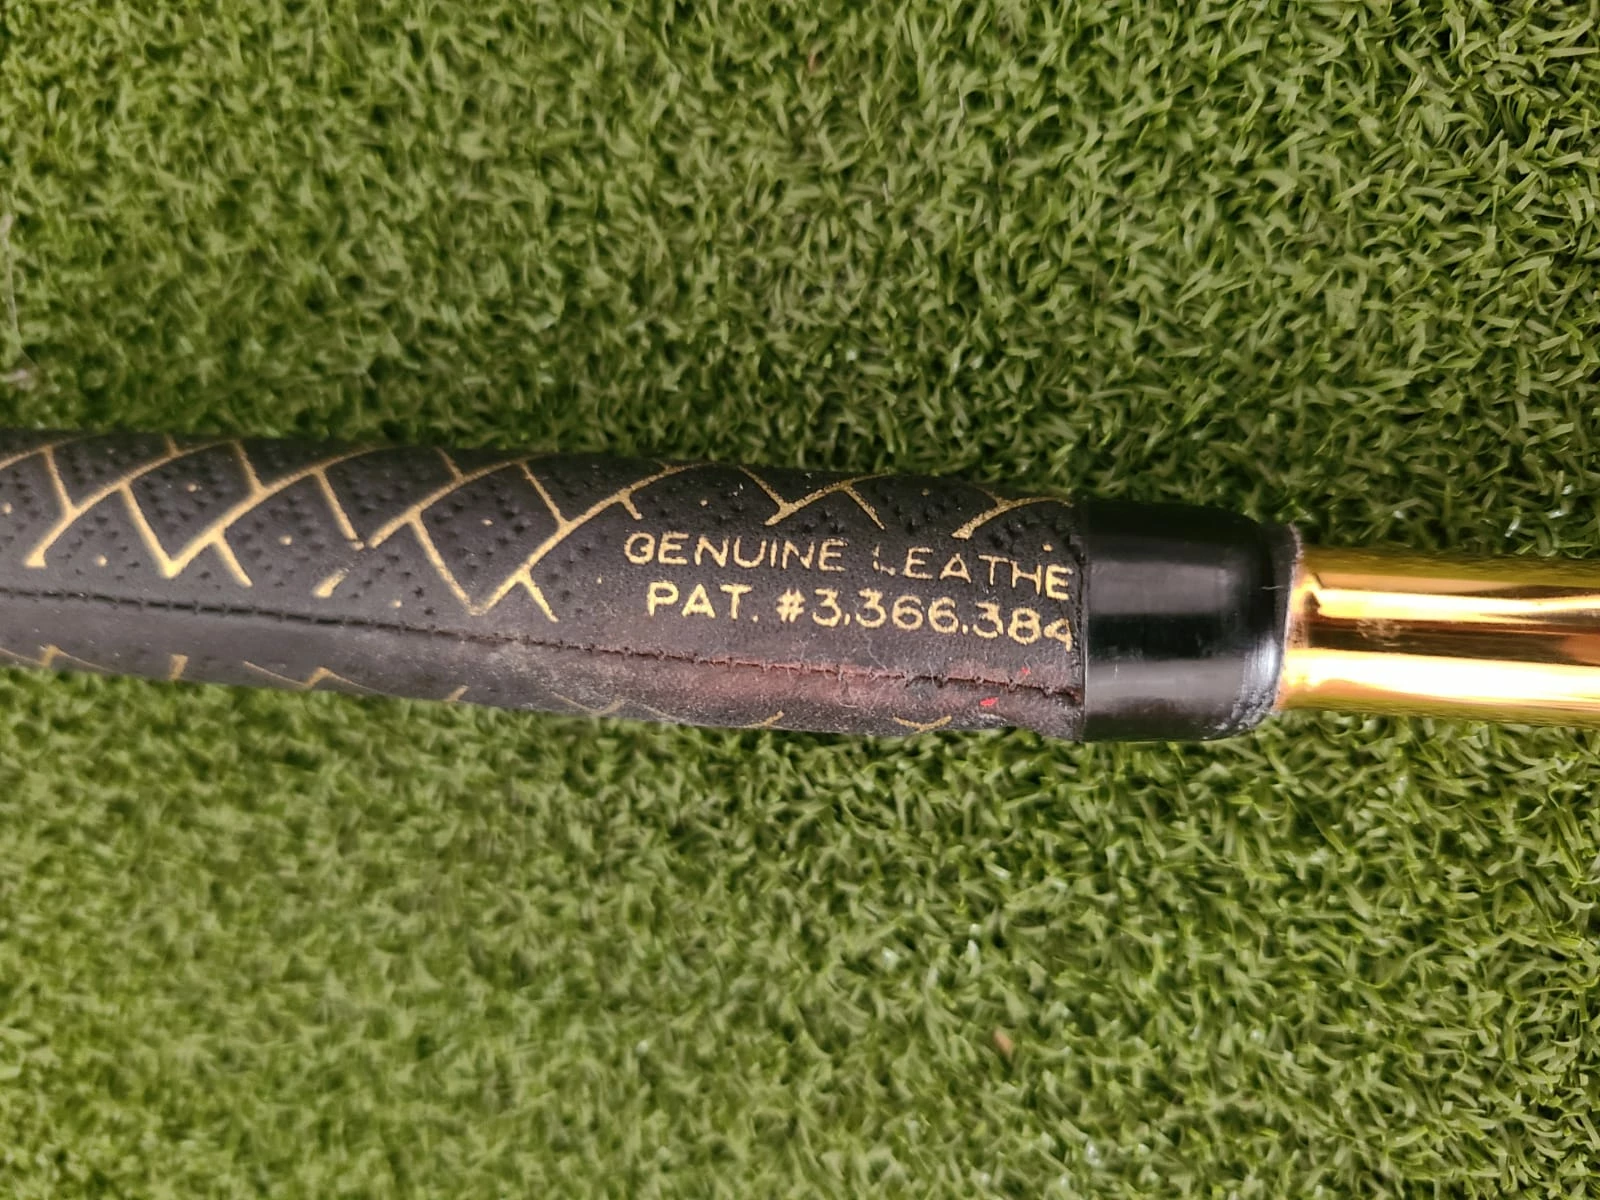 GENUINE LEATHE
PAT. #3,366,384